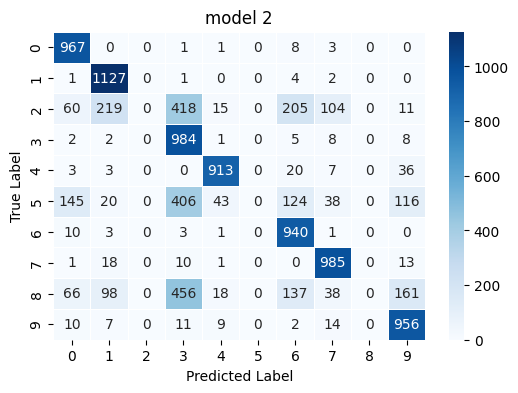 model 2
0 967 0 0 1 1 0 8 3 0 0
1 1 1127 0 1 0 0 4 2 0 0
2 60 219 0 418 15 0 205 104 0 11
3 2 2 0 984 1 0 5 8 0 8
4 3 3 0 0 913 0 20 7 0 36
5 145 20 0 406 43 0 124 38 0 116
6 10 3 0 3 1 0 940 1 0 0
7 1 18 0 10 1 0 0 985 0 13
8 66 98 0 456 18 0 137 38 0 161
9 10 7 0 11 9 0 2 14 0 956
0 1 2 3 4 5 6 7 8 9
Predicted Label
True Label
1000
800
600
400
200
0